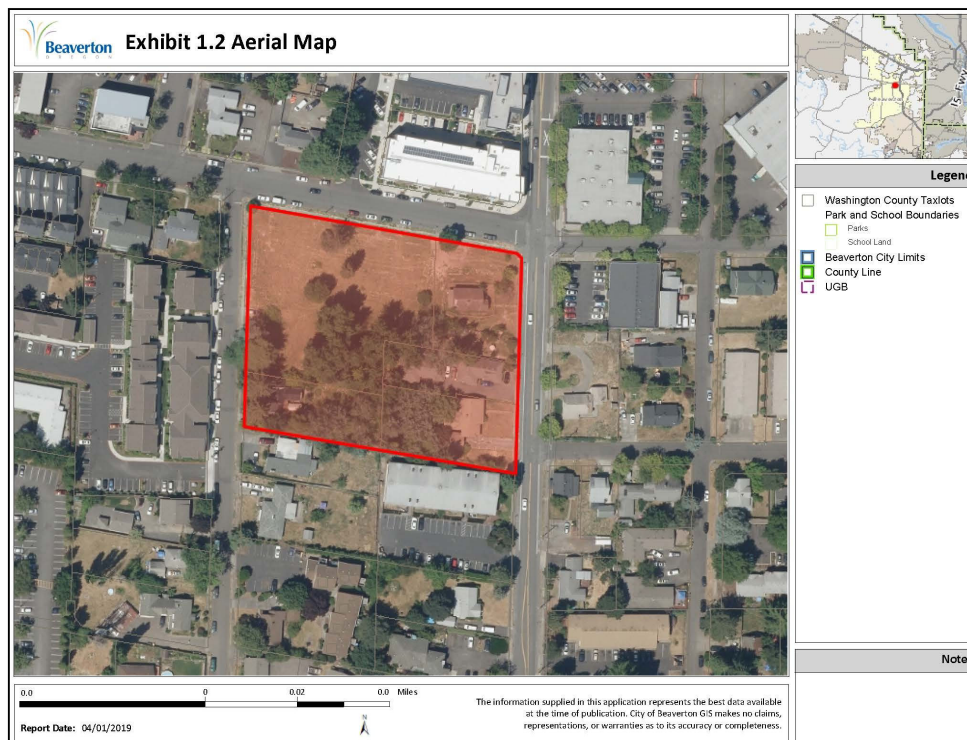 Beaverton
OREGON
Exhibit 1.2 Aerial Map
Legen
Washington County Taxlots
Park and School Boundaries
Parks
School Land
Beaverton City Limits
County Line
UGB
Note
0.0 0 0.02 0.0 Miles
Report Date: 04/01/2019
N
The information supplied in this application represents the best data available
at the time of publication. City of Beaverton GIS makes no claims,
representations, or warranties as to its accuracy or completeness.